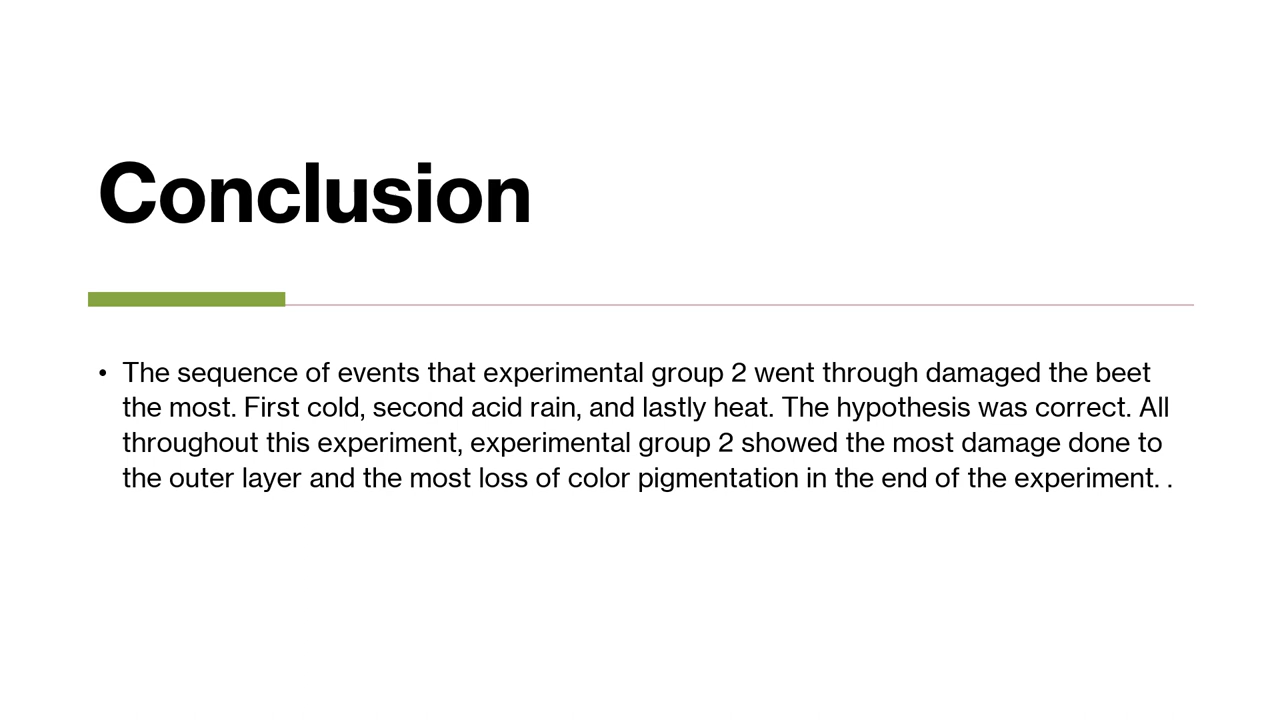 Conclusion
• The sequence of events that experimental group 2 went through damaged the beet
the most. First cold, second acid rain, and lastly heat. The hypothesis was correct. All
throughout this experiment, experimental group 2 showed the most damage done to
the outer layer and the most loss of color pigmentation in the end of the experiment. .